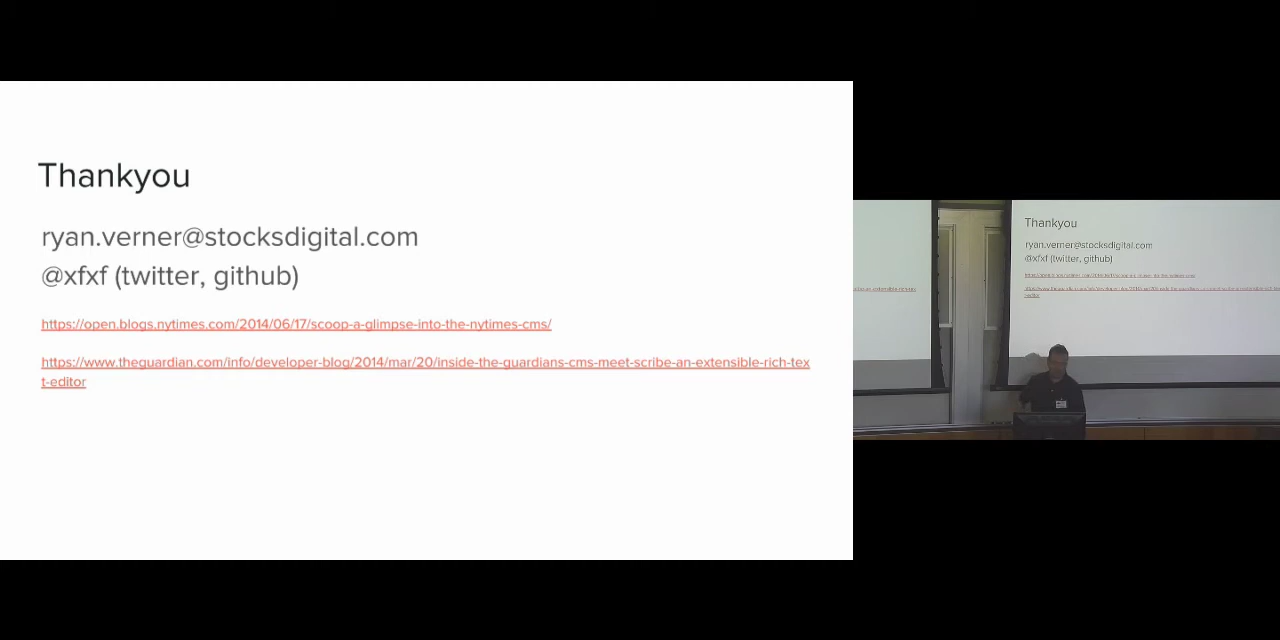 Thankyou
ryan.verner@stocksdigital.com
@xfxf (twitter, github)
https://open.blogs.nytimes.com/2014/06/17/scoop-a-glimpse-into-the-nytimes-cms/
https://www.theguardian.com/info/developer-blog/2014/mar/20/inside-the-guardians-cms-meet-scribe-an-extensible-rich-tex
t-editor
Thankyou
ryan.verner@stocksdigital.com
@xfxf (twitter, github)